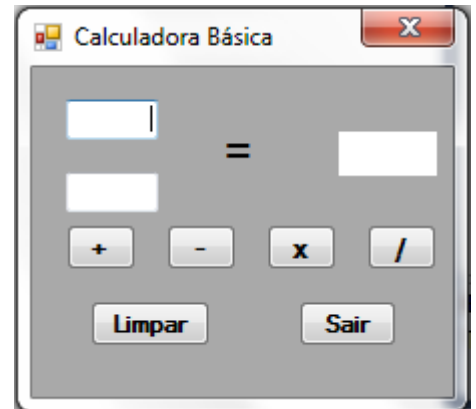 Calculadora Básica
=
+ - x /
Limpar Sair